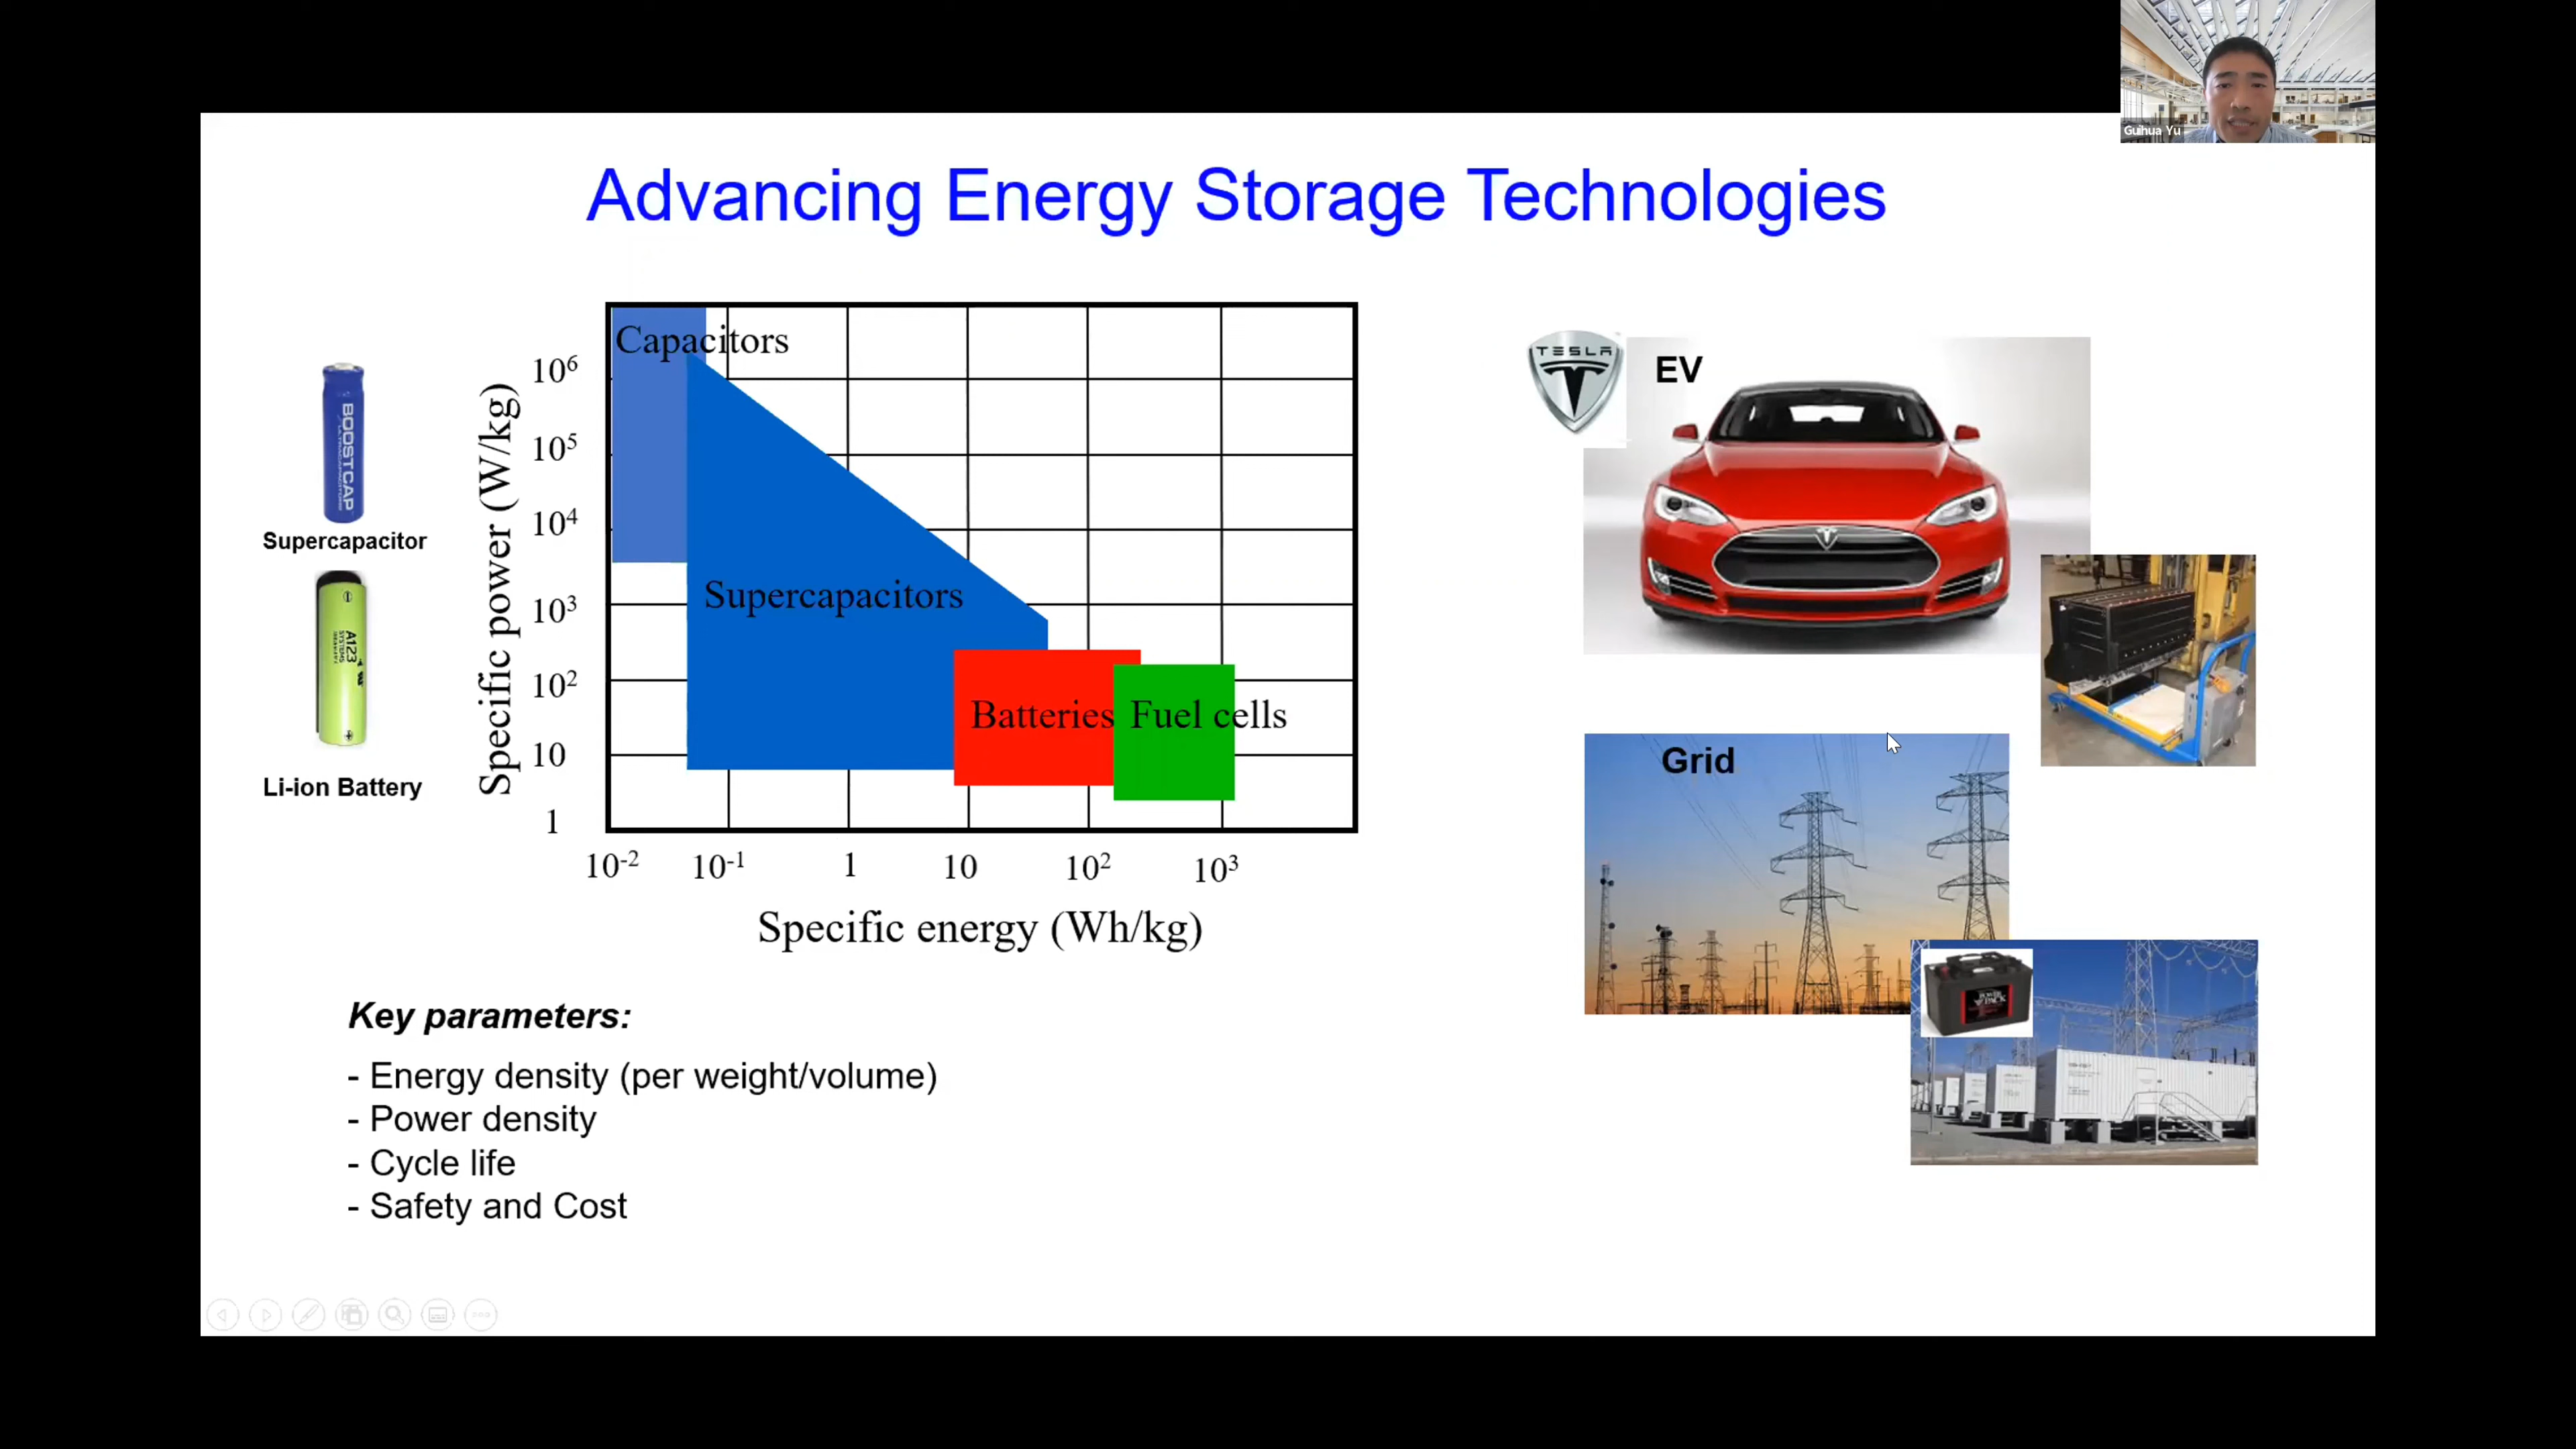 Guihua Yu
Advancing Energy Storage Technologies
BOOSTCAP
ULTRACAPACITORS
Supercapacitor
A123
SYSTEMS
Li-ion Battery
Specific power (W/kg)
10⁶
10⁵
10⁴
10³
10²
10
1
Capacitors
Supercapacitors
Batteries
Fuel cells
10⁻²
10⁻¹
1
10
10²
10³
Specific energy (Wh/kg)
TESLA
EV
Grid
Key parameters:
- Energy density (per weight/volume)
- Power density
- Cycle life
- Safety and Cost